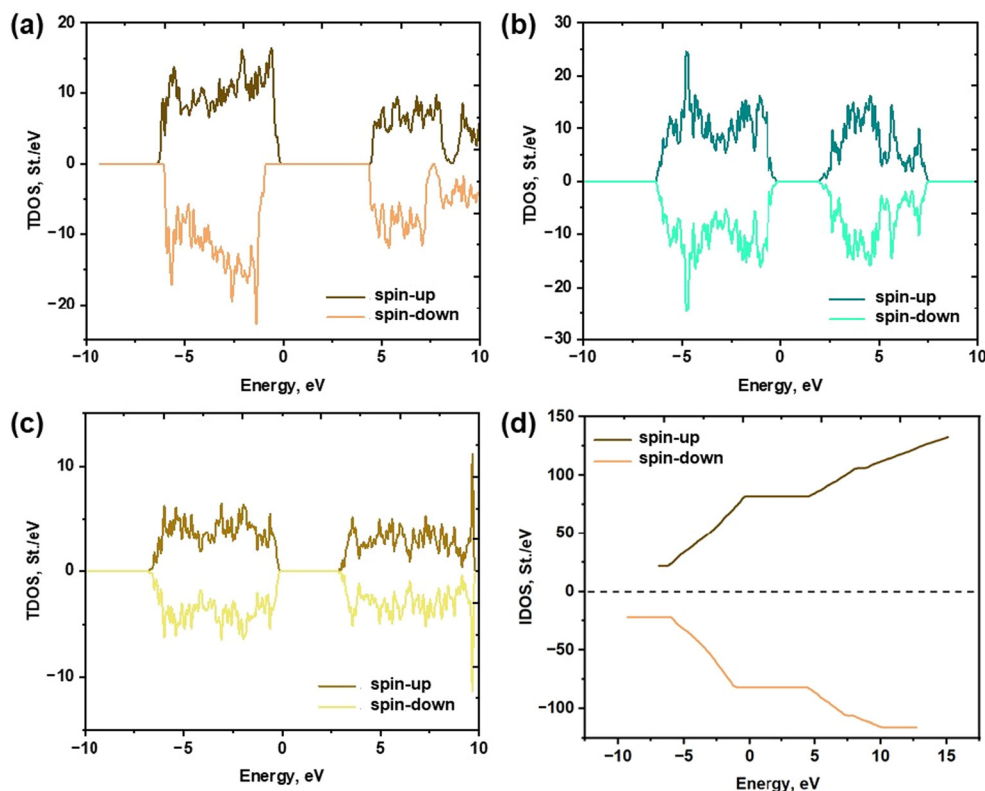 (a)
20
10
0
−10
−20
TDOS, St./eV
spin-up
spin-down
−10
−5
0
5
10
Energy, eV
(b)
30
20
10
0
−10
−20
−30
TDOS, St./eV
spin-up
spin-down
−10
−5
0
5
10
Energy, eV
(c)
10
5
0
−5
−10
TDOS, St./eV
spin-up
spin-down
−10
−5
0
5
10
Energy, eV
(d)
150
100
50
0
−50
−100
IDOS, St./eV
spin-up
spin-down
−10
−5
0
5
10
15
Energy, eV